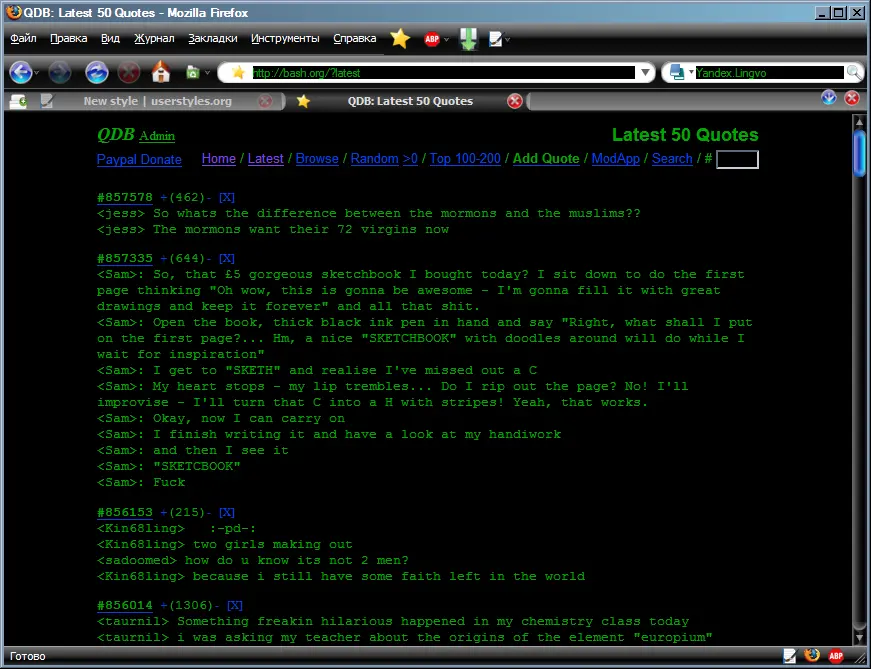 QDB: Latest 50 Quotes - Mozilla Firefox
Файл Правка Вид Журнал Закладки Инструменты Справка ABP
http://bash.org/?latest Yandex.Lingvo
New style | userstyles.org QDB: Latest 50 Quotes
QDB Admin Latest 50 Quotes
Paypal Donate Home / Latest / Browse / Random >0 / Top 100-200 / Add Quote / ModApp / Search / #
#857578 +(462)- [X]
<jess> So whats the difference between the mormons and the muslims??
<jess> The mormons want their 72 virgins now
#857335 +(644)- [X]
<Sam>: So, that £5 gorgeous sketchbook I bought today? I sit down to do the first
page thinking "Oh wow, this is gonna be awesome - I'm gonna fill it with great
drawings and keep it forever" and all that shit.
<Sam>: Open the book, thick black ink pen in hand and say "Right, what shall I put
on the first page?... Hm, a nice "SKETCHBOOK" with doodles around will do while I
wait for inspiration"
<Sam>: I get to "SKETH" and realise I've missed out a C
<Sam>: My heart stops - my lip trembles... Do I rip out the page? No! I'll
improvise - I'll turn that C into a H with stripes! Yeah, that works.
<Sam>: Okay, now I can carry on
<Sam>: I finish writing it and have a look at my handiwork
<Sam>: and then I see it
<Sam>: "SKETCBOOK"
<Sam>: Fuck
#856153 +(215)- [X]
<Kin68ling>   :-pd-:
<Kin68ling> two girls making out
<sadoomed> how do u know its not 2 men?
<Kin68ling> because i still have some faith left in the world
#856014 +(1306)- [X]
<taurnil> Something freakin hilarious happened in my chemistry class today
<taurnil> i was asking my teacher about the origins of the element "europium"
Готово ABP